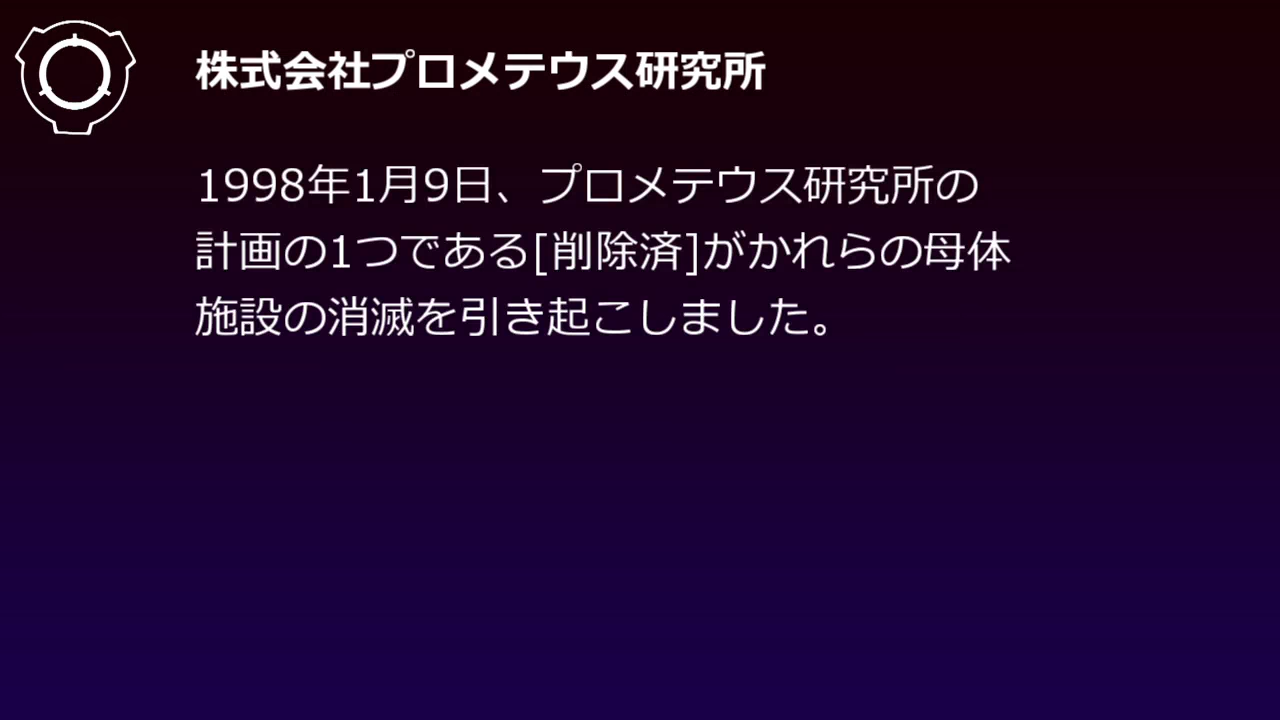 株式会社プロメテウス研究所
1998年1月9日、プロメテウス研究所の
計画の1つである[削除済]がかれらの母体
施設の消滅を引き起こしました。